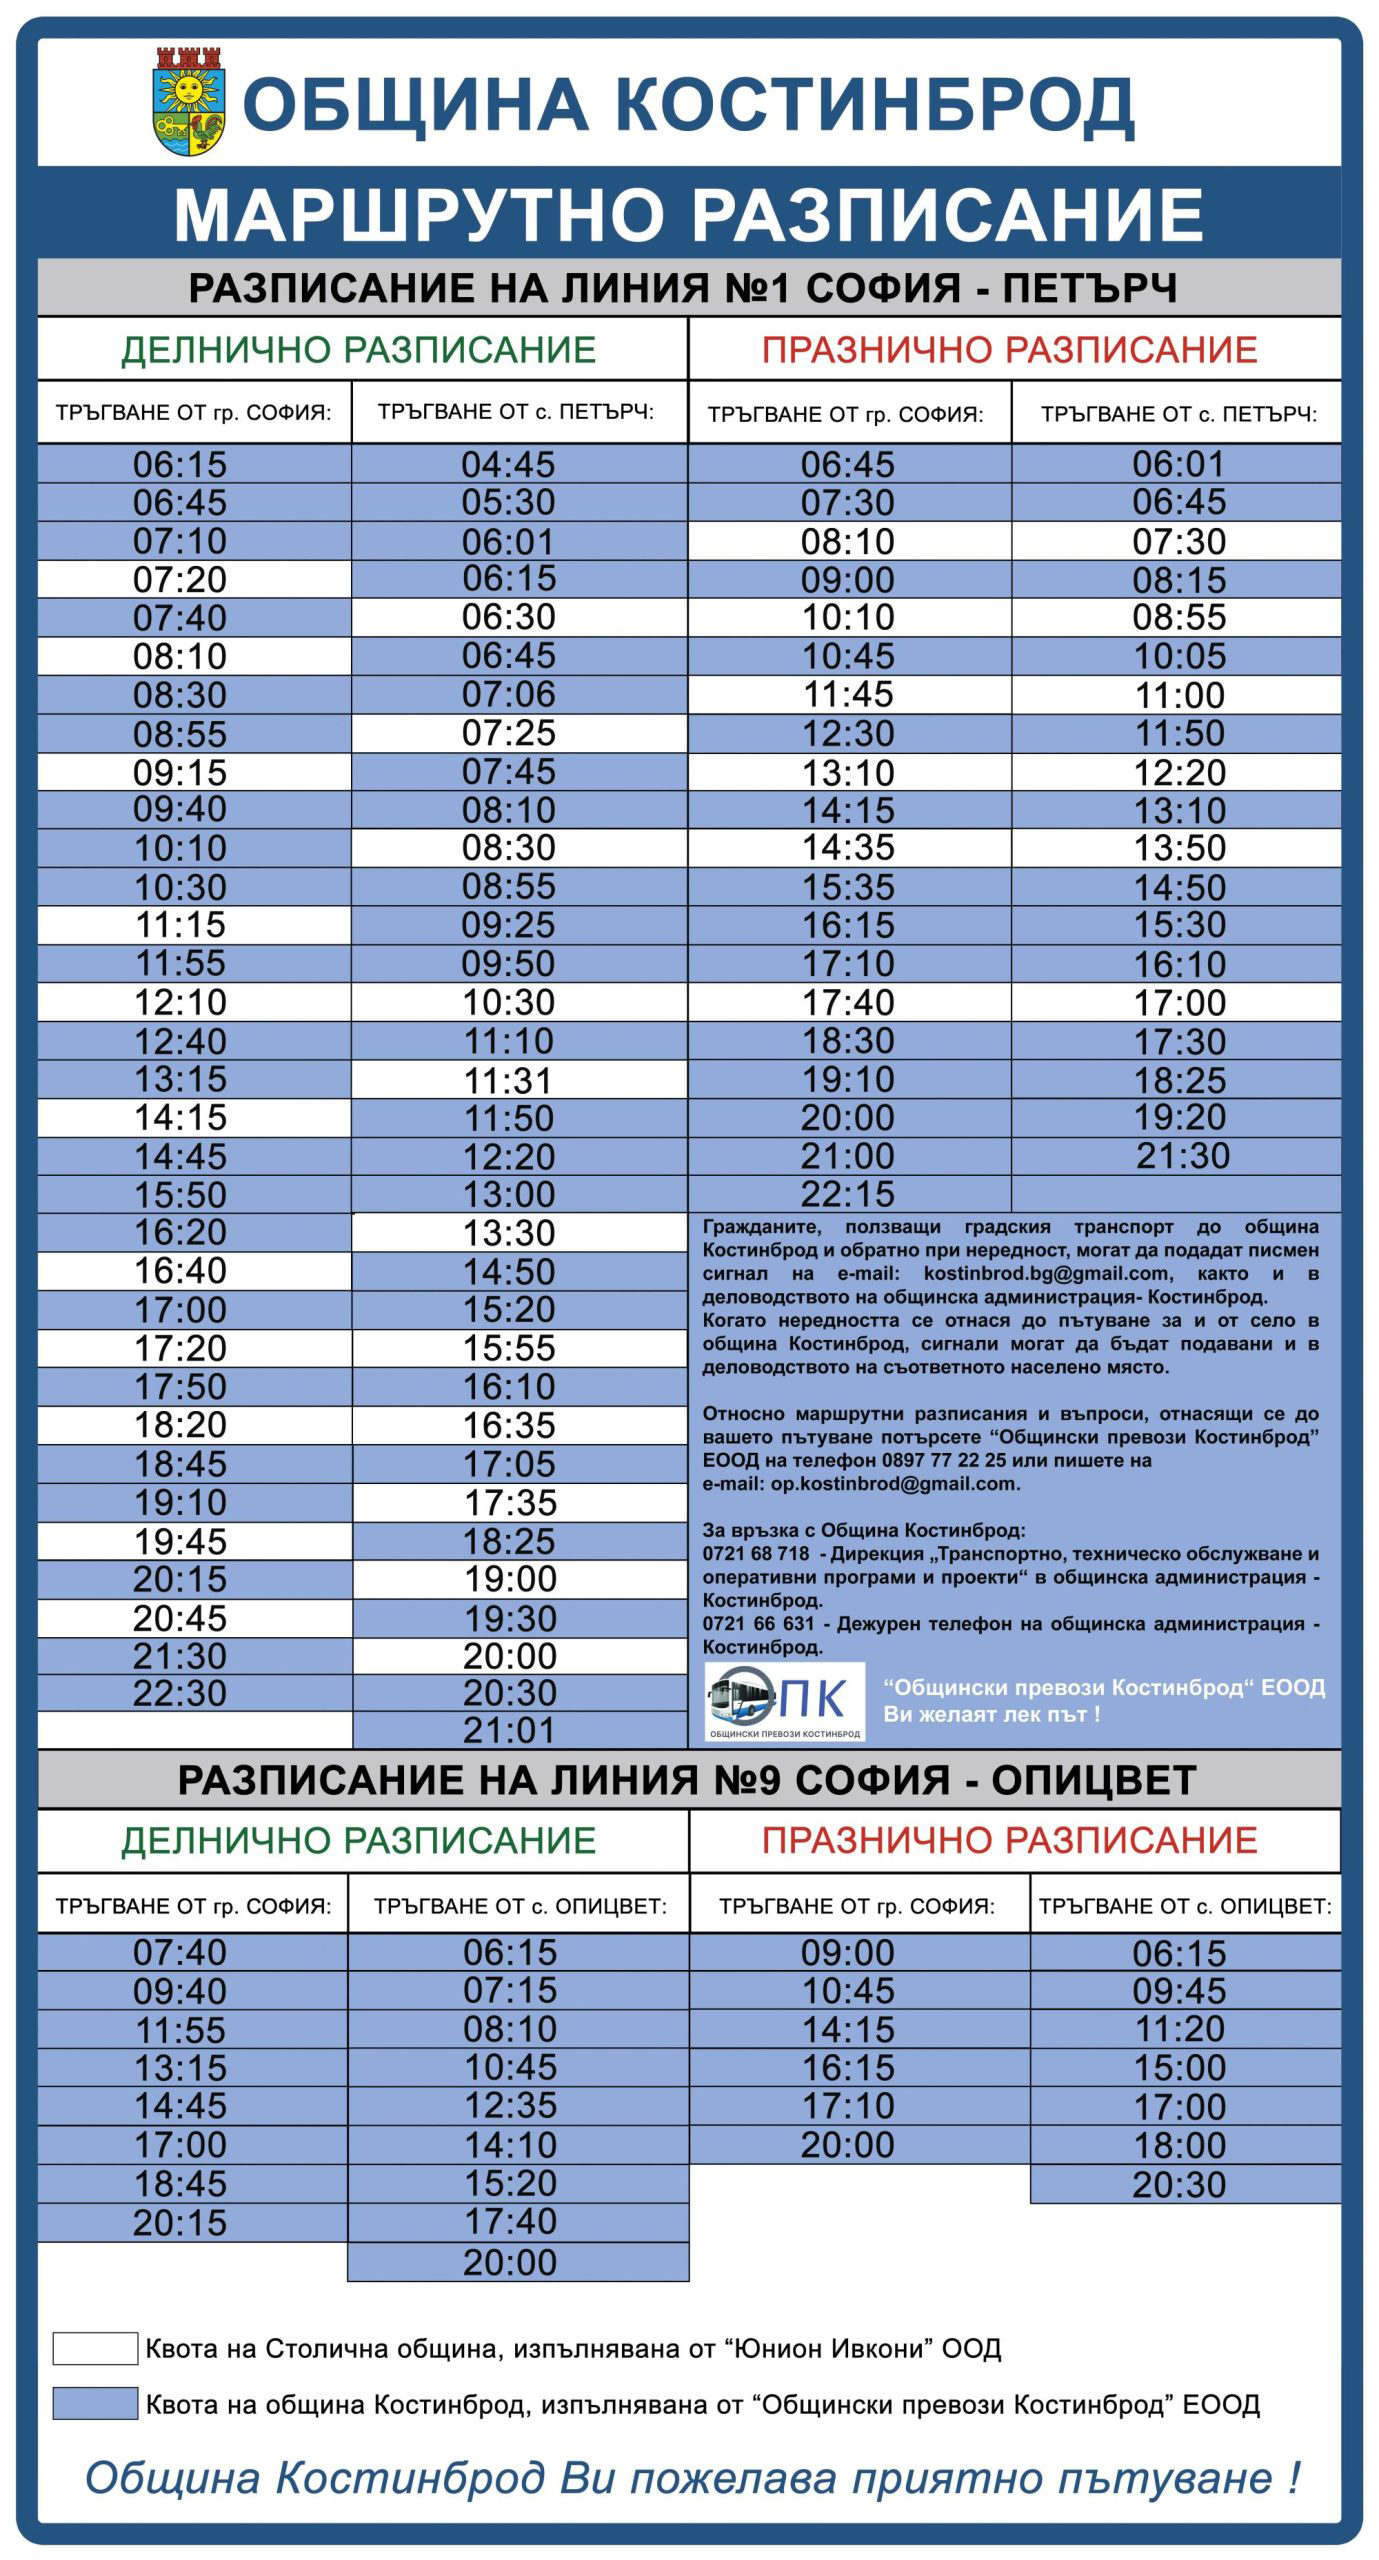 ОБЩИНА КОСТИНБРОД
МАРШРУТНО РАЗПИСАНИЕ
РАЗПИСАНИЕ НА ЛИНИЯ №1 СОФИЯ - ПЕТЪРЧ
ДЕЛНИЧНО РАЗПИСАНИЕ ПРАЗНИЧНО РАЗПИСАНИЕ
ТРЪГВАНЕ ОТ гр. СОФИЯ: ТРЪГВАНЕ ОТ с. ПЕТЪРЧ: ТРЪГВАНЕ ОТ гр. СОФИЯ: ТРЪГВАНЕ ОТ с. ПЕТЪРЧ:
06:15 04:45 06:45 06:01
06:45 05:30 07:30 06:45
07:10 06:01 08:10 07:30
07:20 06:15 09:00 08:15
07:40 06:30 10:10 08:55
08:10 06:45 10:45 10:05
08:30 07:06 11:45 11:00
08:55 07:25 12:30 11:50
09:15 07:45 13:10 12:20
09:40 08:10 14:15 13:10
10:10 08:30 14:35 13:50
10:30 08:55 15:35 14:50
11:15 09:25 16:15 15:30
11:55 09:50 17:10 16:10
12:10 10:30 17:40 17:00
12:40 11:10 18:30 17:30
13:15 11:31 19:10 18:25
14:15 11:50 20:00 19:20
14:45 12:20 21:00 21:30
15:50 13:00 22:15
16:20 13:30
16:40 14:50
17:00 15:20
17:20 15:55
17:50 16:10
18:20 16:35
18:45 17:05
19:10 17:35
19:45 18:25
20:15 19:00
20:45 19:30
21:30 20:00
22:30 20:30
21:01
Гражданите, ползващи градския транспорт до община
Костинброд и обратно при нередност, могат да подадат писмен
сигнал на e-mail: kostinbrod.bg@gmail.com, както и в
деловодството на общинска администрация- Костинброд.
Когато нередността се отнася до пътуване за и от село в
община Костинброд, сигнали могат да бъдат подавани и в
деловодството на съответното населено място.
Относно маршрутни разписания и въпроси, отнасящи се до
вашето пътуване потърсете “Общински превози Костинброд”
ЕООД на телефон 0897 77 22 25 или пишете на
e-mail: op.kostinbrod@gmail.com.
За връзка с Община Костинброд:
0721 68 718 - Дирекция „Транспортно, техническо обслужване и
оперативни програми и проекти“ в общинска администрация -
Костинброд.
0721 66 631 - Дежурен телефон на общинска администрация -
Костинброд.
ОПК
ОБЩИНСКИ ПРЕВОЗИ КОСТИНБРОД
“Общински превози Костинброд“ ЕООД
Ви желаят лек път !
РАЗПИСАНИЕ НА ЛИНИЯ №9 СОФИЯ - ОПИЦВЕТ
ДЕЛНИЧНО РАЗПИСАНИЕ ПРАЗНИЧНО РАЗПИСАНИЕ
ТРЪГВАНЕ ОТ гр. СОФИЯ: ТРЪГВАНЕ ОТ с. ОПИЦВЕТ: ТРЪГВАНЕ ОТ гр. СОФИЯ: ТРЪГВАНЕ ОТ с. ОПИЦВЕТ:
07:40 06:15 09:00 06:15
09:40 07:15 10:45 09:45
11:55 08:10 14:15 11:20
13:15 10:45 16:15 15:00
14:45 12:35 17:10 17:00
17:00 14:10 20:00 18:00
18:45 15:20 20:30
20:15 17:40
20:00
Квота на Столична община, изпълнявана от “Юнион Ивкони” ООД
Квота на община Костинброд, изпълнявана от “Общински превози Костинброд” ЕООД
Община Костинброд Ви пожелава приятно пътуване !